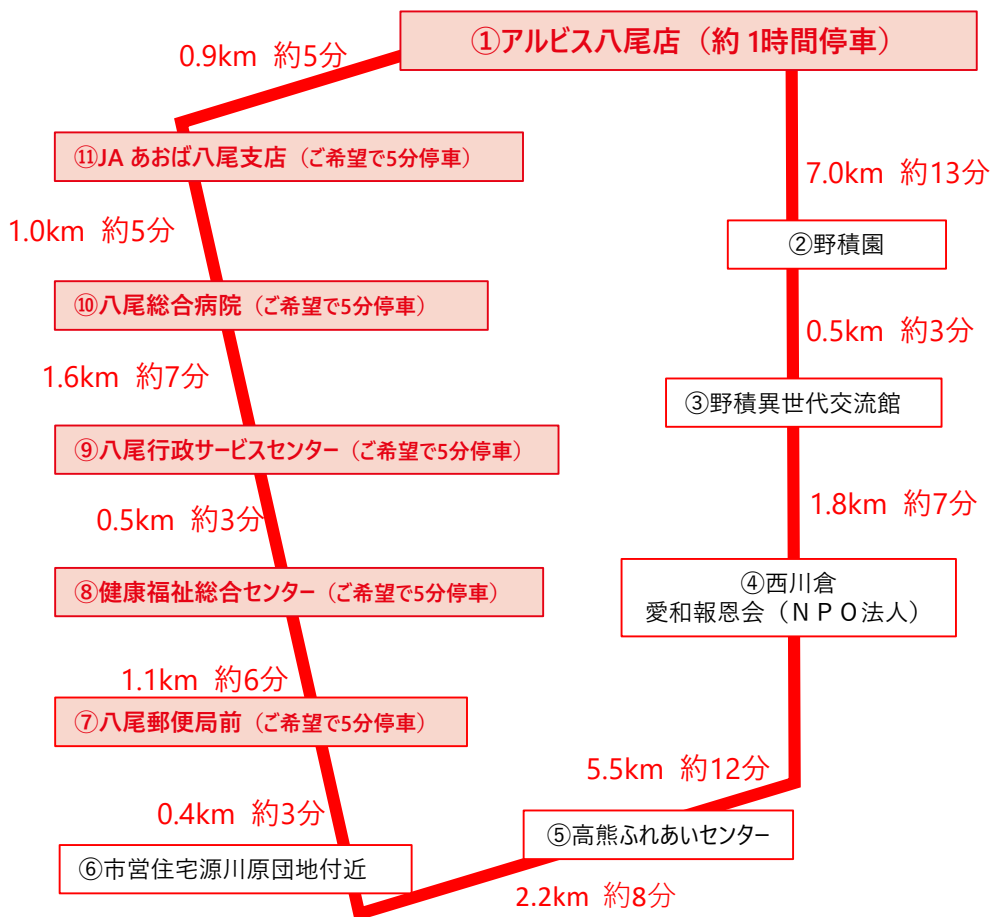 ①アルビス八尾店（約 1時間停車）
0.9km 約5分
⑪JA あおば八尾支店（ご希望で5分停車）
7.0km 約13分
1.0km 約5分
②野積園
⑩八尾総合病院（ご希望で5分停車）
0.5km 約3分
1.6km 約7分
③野積異世代交流館
⑨八尾行政サービスセンター（ご希望で5分停車）
1.8km 約7分
0.5km 約3分
④西川倉
愛和報恩会（ＮＰＯ法人）
⑧健康福祉総合センター（ご希望で5分停車）
1.1km 約6分
⑦八尾郵便局前（ご希望で5分停車）
5.5km 約12分
0.4km 約3分
⑤高熊ふれあいセンター
⑥市営住宅源川原団地付近
2.2km 約8分